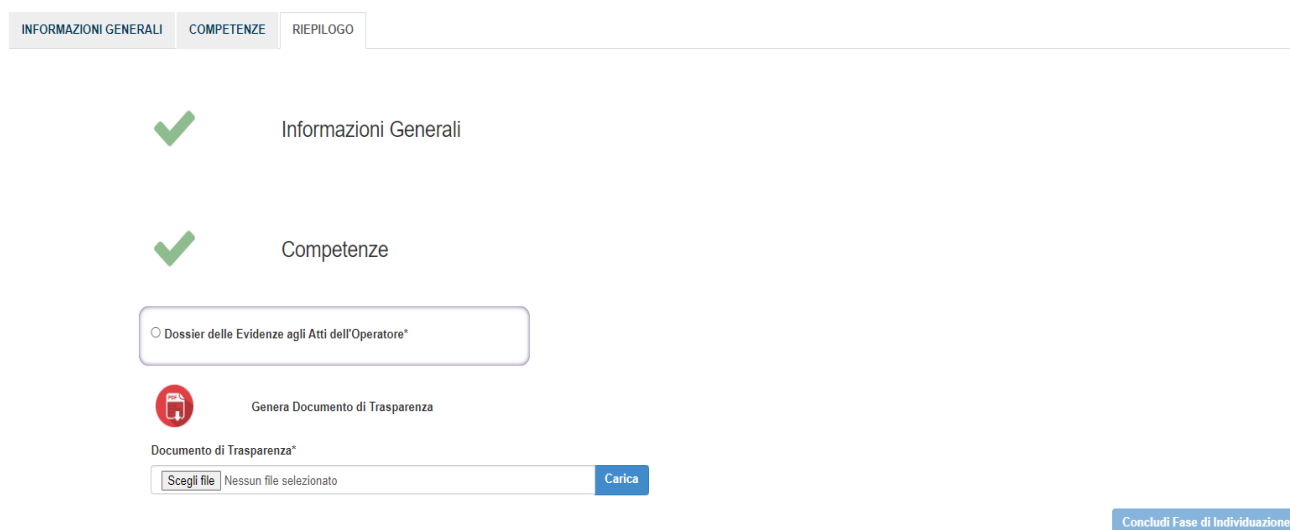 INFORMAZIONI GENERALI COMPETENZE RIEPILOGO
Informazioni Generali
Competenze
Dossier delle Evidenze agli Atti dell'Operatore*
PDF
Genera Documento di Trasparenza
Documento di Trasparenza*
Scegli file Nessun file selezionato Carica
Concludi Fase di Individuazione